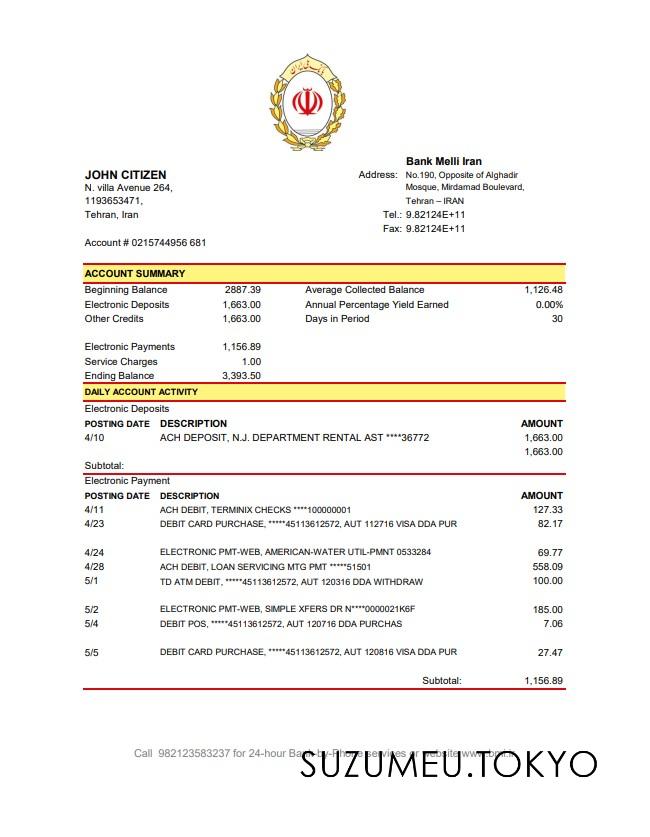 بانک ملی ایران
Bank Melli Iran
JOHN CITIZEN
Address: No.190, Opposite of Alghadir
N. villa Avenue 264,
Mosque, Mirdamad Boulevard,
1193653471,
Tehran – IRAN
Tehran, Iran
Tel.: 9.82124E+11
Fax: 9.82124E+11
Account # 0215744956 681
ACCOUNT SUMMARY
Beginning Balance 2887.39 Average Collected Balance 1,126.48
Electronic Deposits 1,663.00 Annual Percentage Yield Earned 0.00%
Other Credits 1,663.00 Days in Period 30
Electronic Payments 1,156.89
Service Charges 1.00
Ending Balance 3,393.50
DAILY ACCOUNT ACTIVITY
Electronic Deposits
POSTING DATE DESCRIPTION AMOUNT
4/10 ACH DEPOSIT, N.J. DEPARTMENT RENTAL AST ****36772 1,663.00
1,663.00
Subtotal:
Electronic Payment
POSTING DATE DESCRIPTION AMOUNT
4/11 ACH DEBIT, TERMINIX CHECKS ****100000001 127.33
4/23 DEBIT CARD PURCHASE, *****45113612572, AUT 112716 VISA DDA PUR 82.17
4/24 ELECTRONIC PMT-WEB, AMERICAN-WATER UTIL-PMNT 0533284 69.77
4/28 ACH DEBIT, LOAN SERVICING MTG PMT *****51501 558.09
5/1 TD ATM DEBIT, *****45113612572, AUT 120316 DDA WITHDRAW 100.00
5/2 ELECTRONIC PMT-WEB, SIMPLE XFERS DR N****0000021K6F 185.00
5/4 DEBIT POS, *****45113612572, AUT 120716 DDA PURCHAS 7.06
5/5 DEBIT CARD PURCHASE, *****45113612572, AUT 120816 VISA DDA PUR 27.47
Subtotal: 1,156.89
Call 982123583237 for 24-hour Bank-by-Phone services or website www.bmi.ir
SUZUMEU.TOKYO